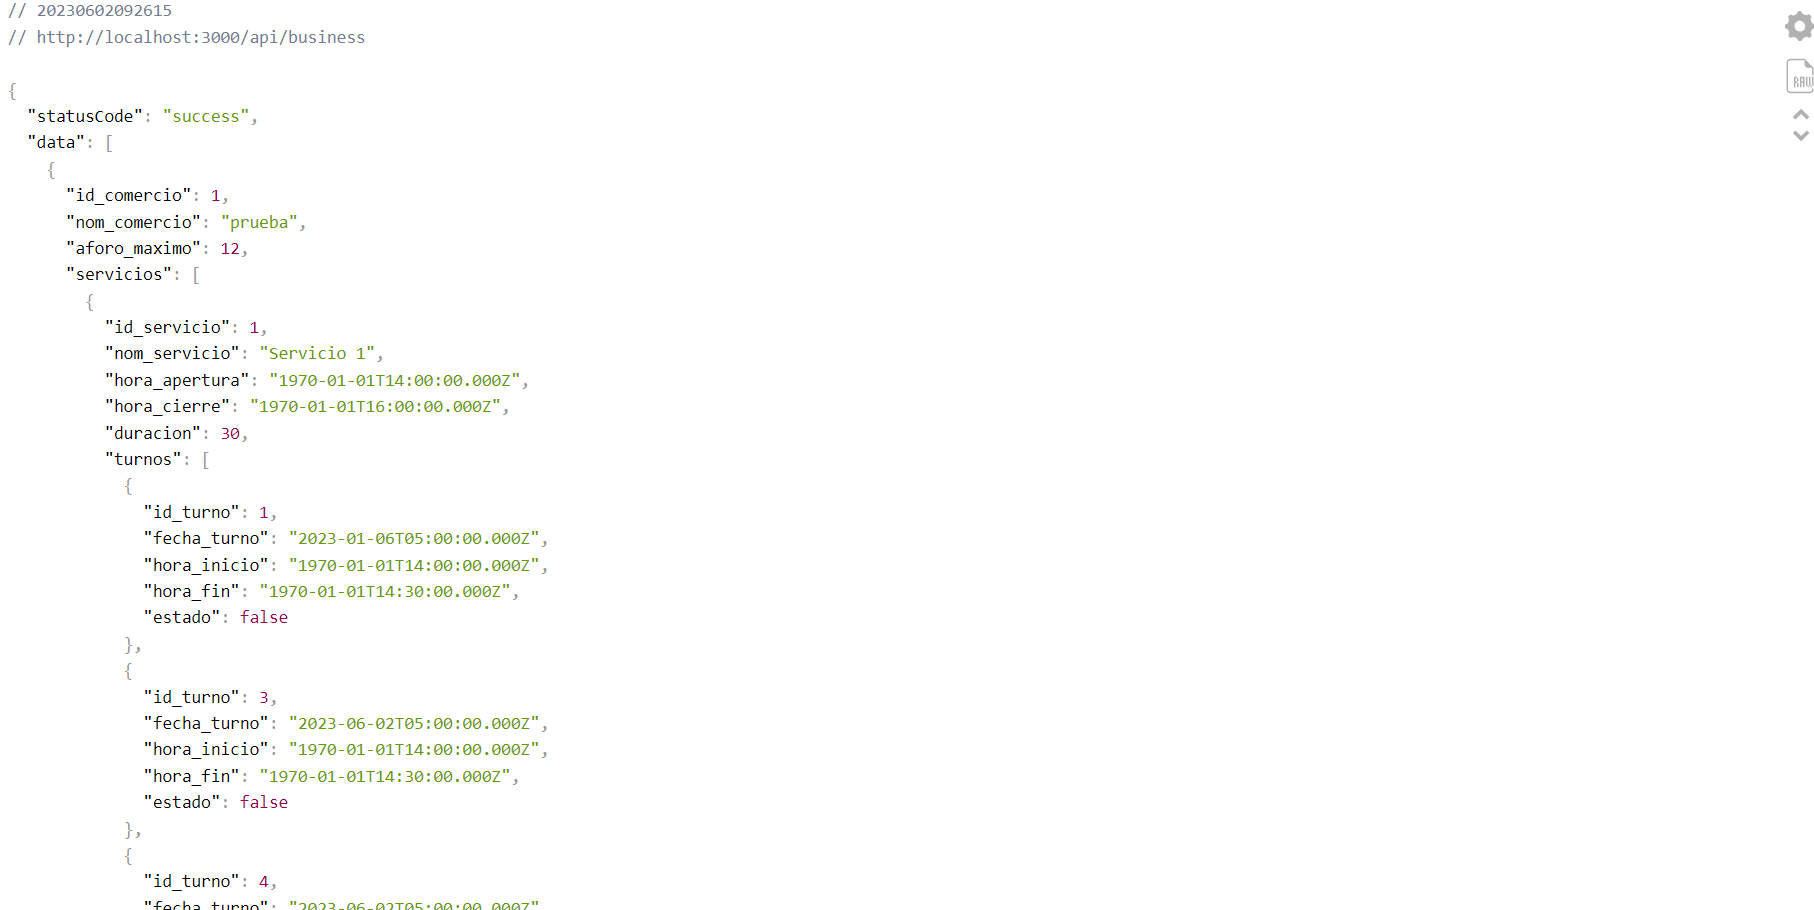 // 20230602092615
// http://localhost:3000/api/business
{
"statusCode": "success",
"data": [
{
"id_comercio": 1,
"nom_comercio": "prueba",
"aforo_maximo": 12,
"servicios": [
{
"id_servicio": 1,
"nom_servicio": "Servicio 1",
"hora_apertura": "1970-01-01T14:00:00.000Z",
"hora_cierre": "1970-01-01T16:00:00.000Z",
"duracion": 30,
"turnos": [
{
"id_turno": 1,
"fecha_turno": "2023-01-06T05:00:00.000Z",
"hora_inicio": "1970-01-01T14:00:00.000Z",
"hora_fin": "1970-01-01T14:30:00.000Z",
"estado": false
},
{
"id_turno": 3,
"fecha_turno": "2023-06-02T05:00:00.000Z",
"hora_inicio": "1970-01-01T14:00:00.000Z",
"hora_fin": "1970-01-01T14:30:00.000Z",
"estado": false
},
{
"id_turno": 4,
"fecha_turno": "2023-06-02T05:00:00.000Z"
RAW